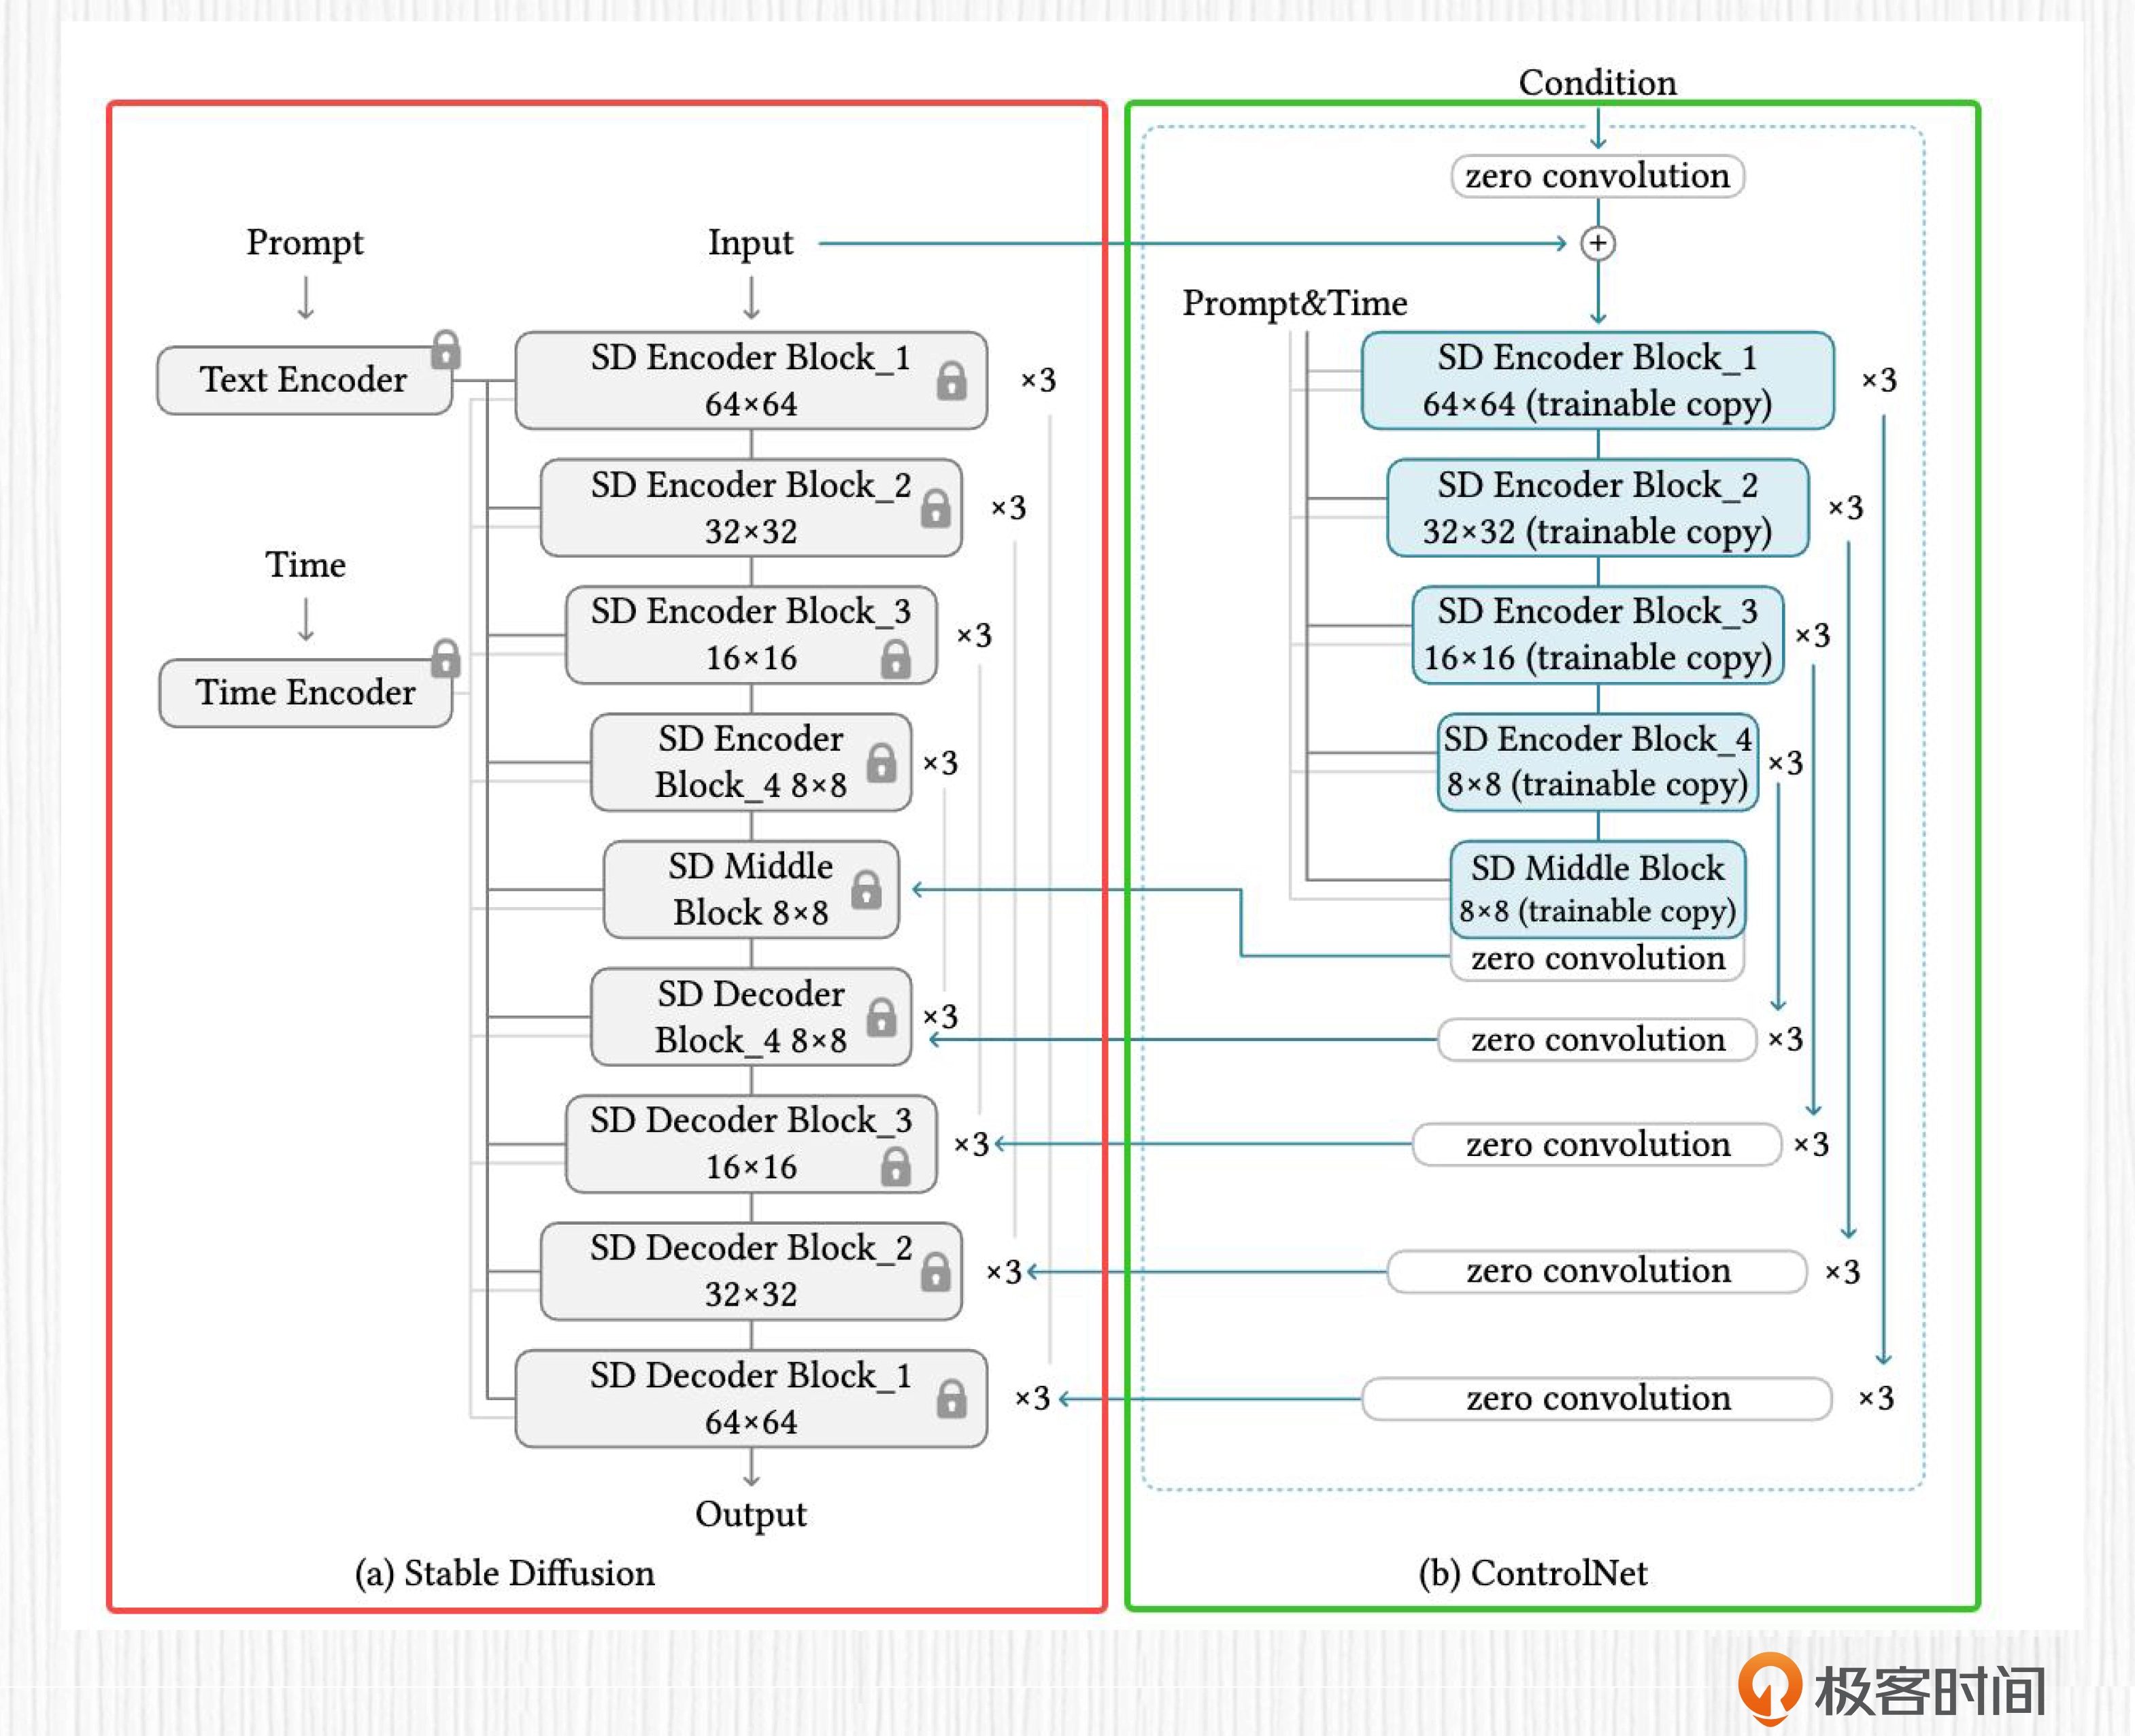 Prompt
Input
Text Encoder
SD Encoder Block_1
64×64
×3
SD Encoder Block_2
32×32
×3
Time
SD Encoder Block_3
16×16
×3
Time Encoder
SD Encoder
Block_4 8×8
×3
SD Middle
Block 8×8
SD Decoder
Block_4 8×8
×3
SD Decoder Block_3
16×16
×3
SD Decoder Block_2
32×32
×3
SD Decoder Block_1
64×64
×3
Output
(a) Stable Diffusion
Condition
zero convolution
+
Prompt&Time
SD Encoder Block_1
64×64 (trainable copy)
×3
SD Encoder Block_2
32×32 (trainable copy)
×3
SD Encoder Block_3
16×16 (trainable copy)
×3
SD Encoder Block_4
8×8 (trainable copy)
×3
SD Middle Block
8×8 (trainable copy)
zero convolution
zero convolution
×3
zero convolution
×3
zero convolution
×3
zero convolution
×3
(b) ControlNet
极客时间